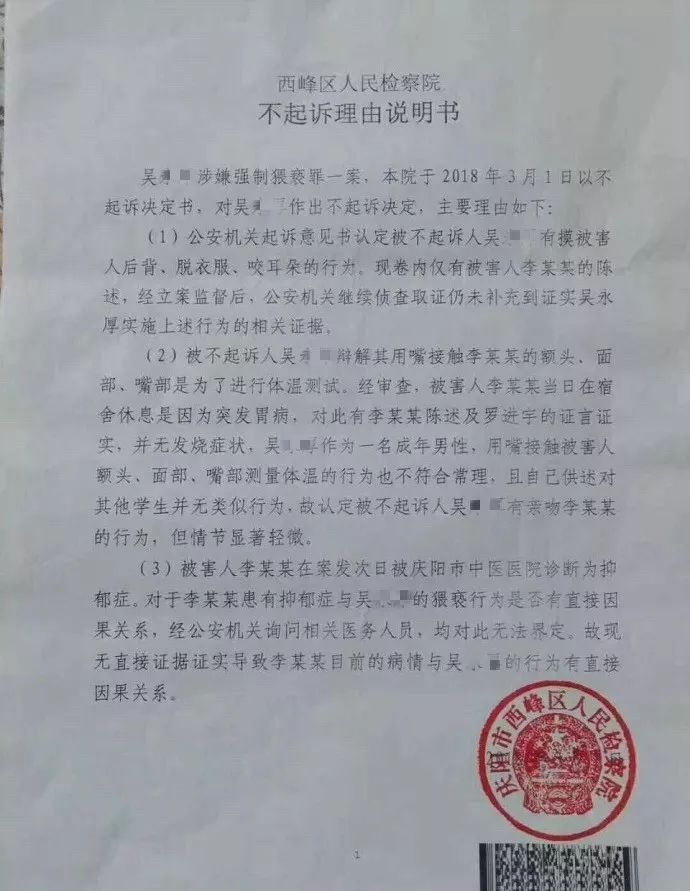 西峰区人民检察院
不起诉理由说明书
吴 涉嫌强制猥亵罪一案，本院于2018年3月1日以不
起诉决定书，对吴 作出不起诉决定，主要理由如下：
（1）公安机关起诉意见书认定被不起诉人吴 有摸被害
人后背、脱衣服、咬耳朵的行为。现卷内仅有被害人李某某的陈
述，经立案监督后，公安机关继续侦查取证仍未补充到证实吴永
厚实施上述行为的相关证据。
（2）被不起诉人吴 辩解其用嘴接触李某某的额头、面
部、嘴部是为了进行体温测试。经审查，被害人李某某当日在宿
舍休息是因为突发胃病，对此有李某某陈述及罗进宇的证言证
实，并无发烧症状，吴 作为一名成年男性，用嘴接触被害人
额头、面部、嘴部测量体温的行为也不符合常理，且自己供述对
其他学生并无类似行为，故认定被不起诉人吴 有亲吻李某某
的行为，但情节显著轻微。
（3）被害人李某某在案发次日被庆阳市中医医院诊断为抑
郁症。对于李某某患有抑郁症与吴 的猥亵行为是否有直接因
果关系，经公安机关询问相关医务人员，均对此无法界定。故现
无直接证据证实导致李某某目前的病情与吴 的行为有直接
因果关系。
庆阳市西峰区人民检察院
1